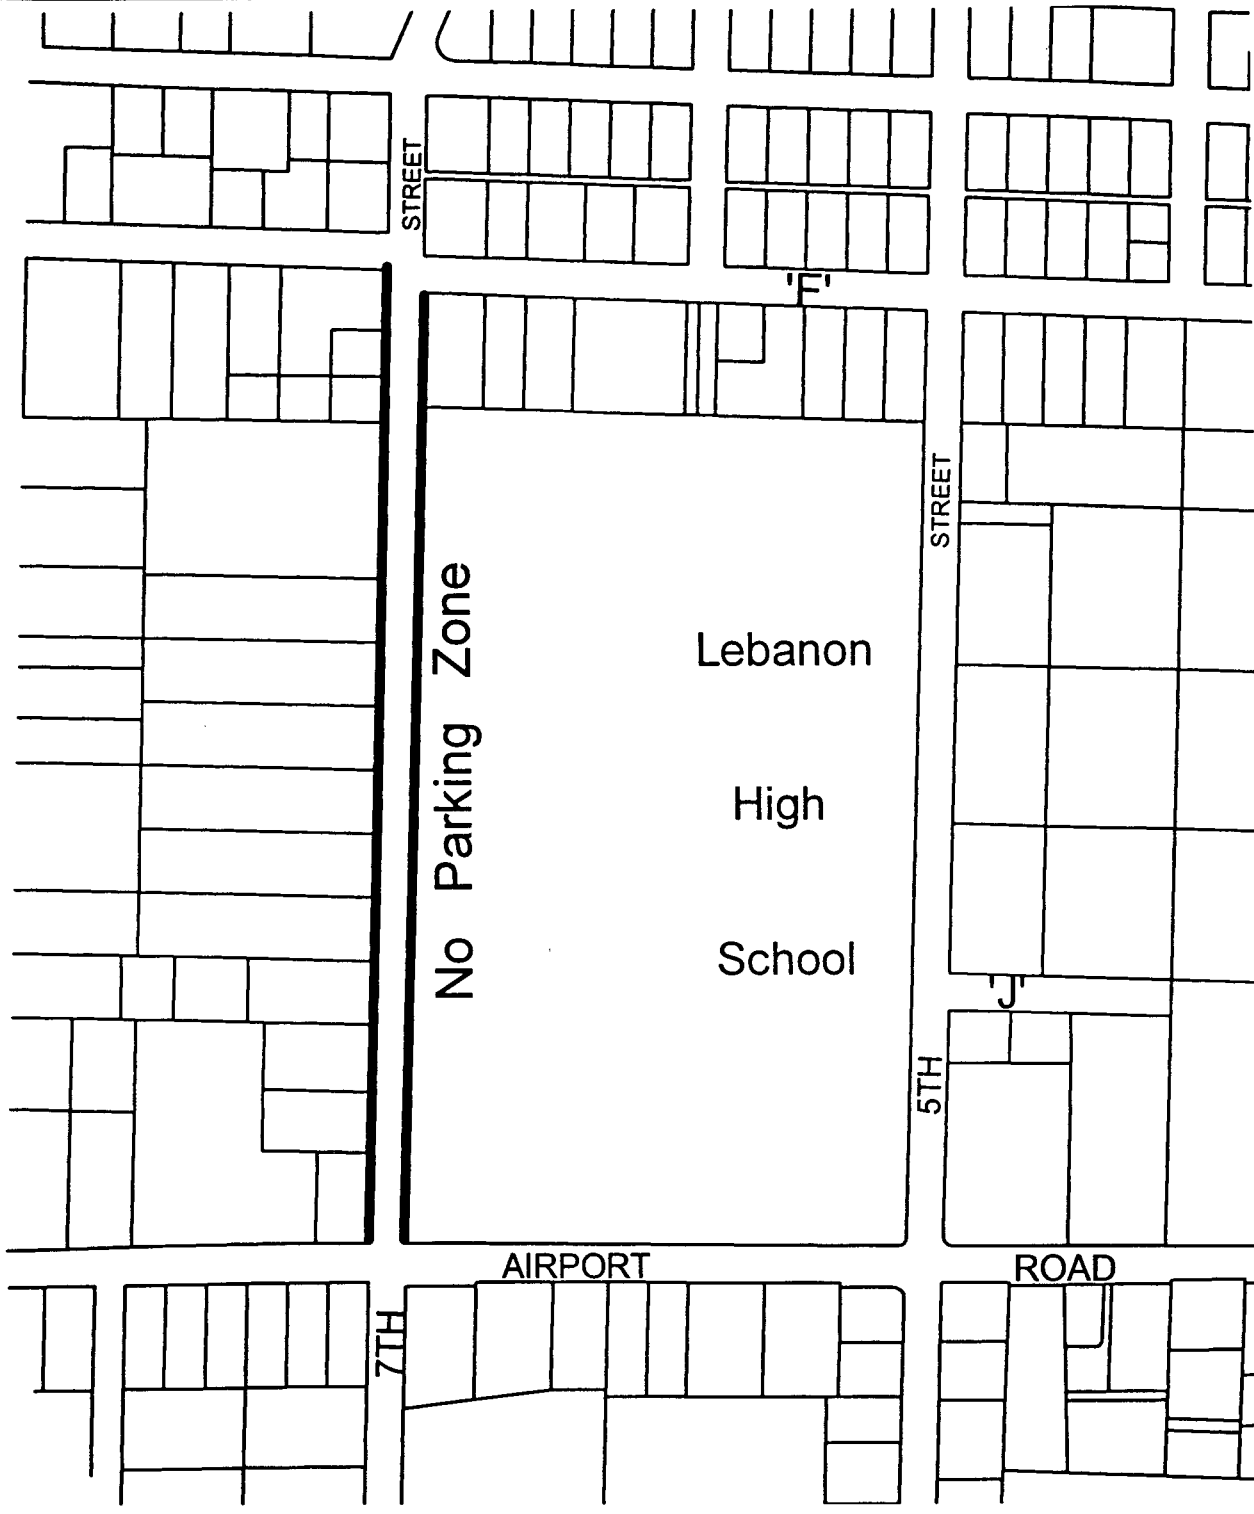 STREET
'F'
STREET
No Parking Zone
Lebanon
High
School
'J'
5TH
AIRPORT ROAD
7TH